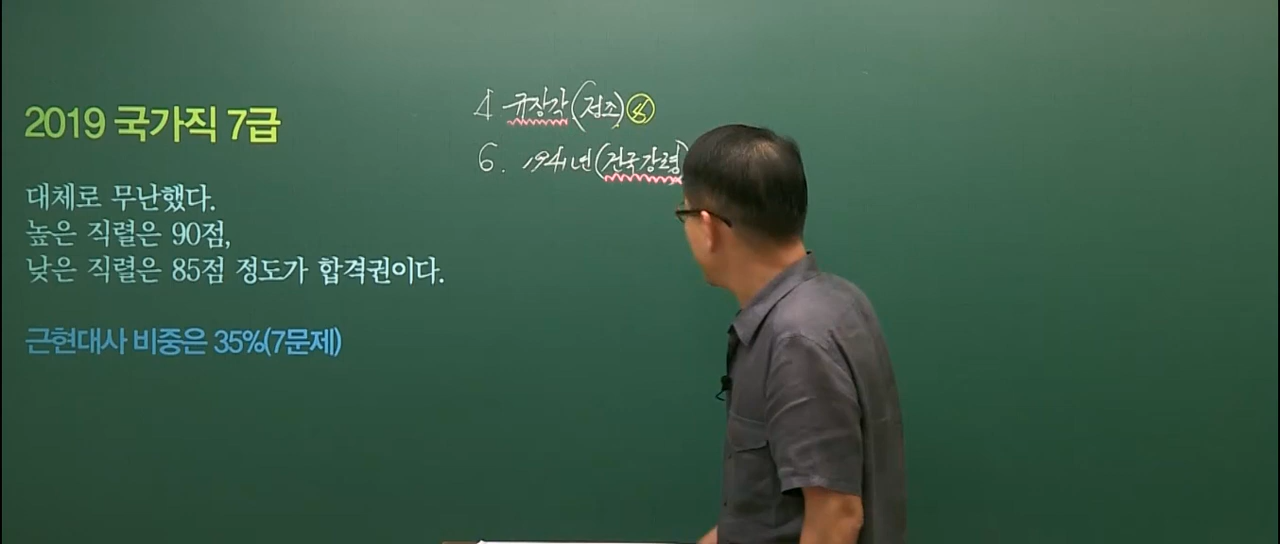 2019 국가직 7급
대체로 무난했다.
높은 직렬은 90점,
낮은 직렬은 85점 정도가 합격권이다.
근현대사 비중은 35%(7문제)
4 규장각(정조)
6. 1941년(건국강령)